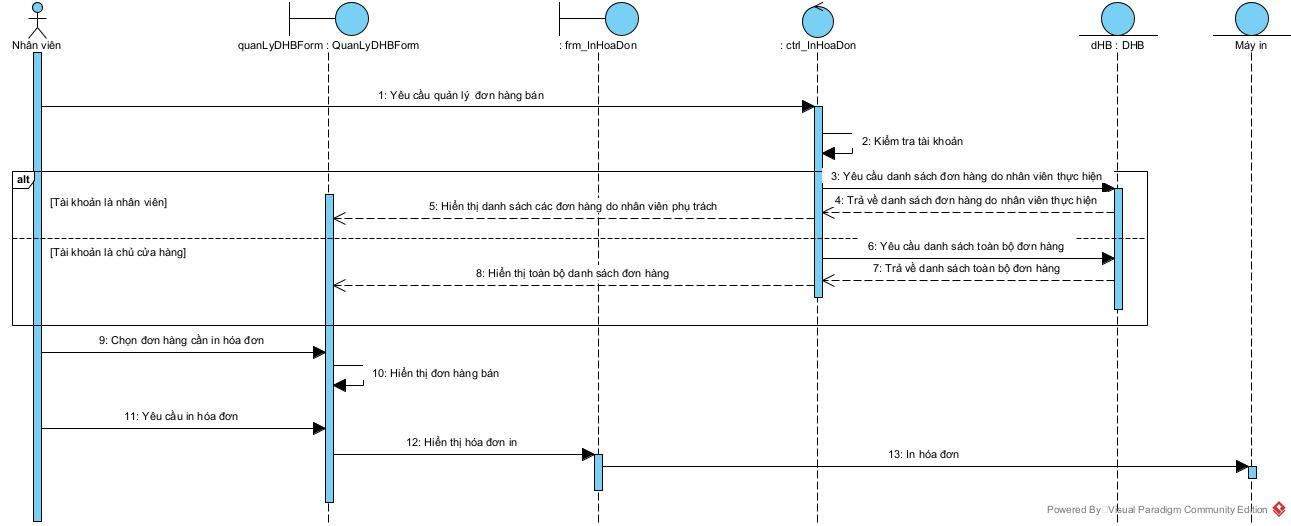 Nhân viên
quanLyDHBForm : QuanLyDHBForm
: frm_InHoaDon
: ctrl_InHoaDon
dHB : DHB
Máy in
1: Yêu cầu quản lý đơn hàng bán
2: Kiểm tra tài khoản
alt
3: Yêu cầu danh sách đơn hàng do nhân viên thực hiện
[Tài khoản là nhân viên]
4: Trả về danh sách đơn hàng do nhân viên thực hiện
5: Hiển thị danh sách các đơn hàng do nhân viên phụ trách
[Tài khoản là chủ cửa hàng]
6: Yêu cầu danh sách toàn bộ đơn hàng
7: Trả về danh sách toàn bộ đơn hàng
8: Hiển thị toàn bộ danh sách đơn hàng
9: Chọn đơn hàng cần in hóa đơn
10: Hiển thị đơn hàng bán
11: Yêu cầu in hóa đơn
12: Hiển thị hóa đơn in
13: In hóa đơn
Powered By Visual Paradigm Community Edition